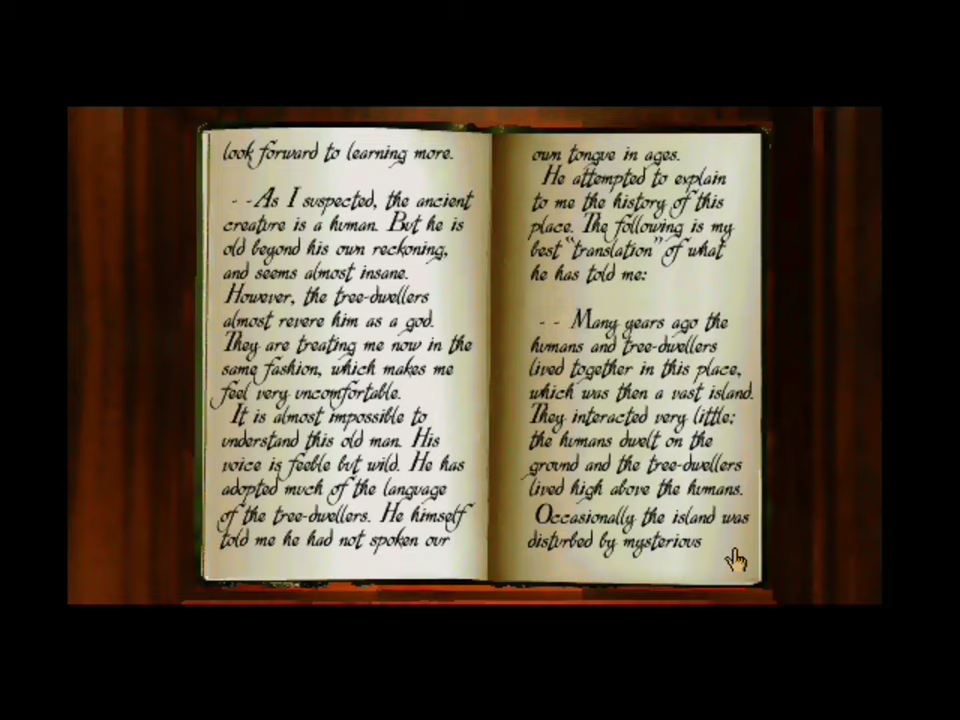 look forward to learning more.
- -As I suspected, the ancient
creature is a human. But he is
old beyond his own reckoning,
and seems almost insane.
However, the tree-dwellers
almost revere him as a god.
They are treating me now in the
same fashion, which makes me
feel very uncomfortable.
It is almost impossible to
understand this old man. His
voice is feeble but wild. He has
adopted much of the language
of the tree-dwellers. He himself
told me he had not spoken our
own tongue in ages.
He attempted to explain
to me the history of this
place. The following is my
best "translation" of what
he has told me:
- - Many years ago the
humans and tree-dwellers
lived together in this place,
which was then a vast island.
They interacted very little;
the humans dwelt on the
ground and the tree-dwellers
lived high above the humans.
Occasionally the island was
disturbed by mysterious